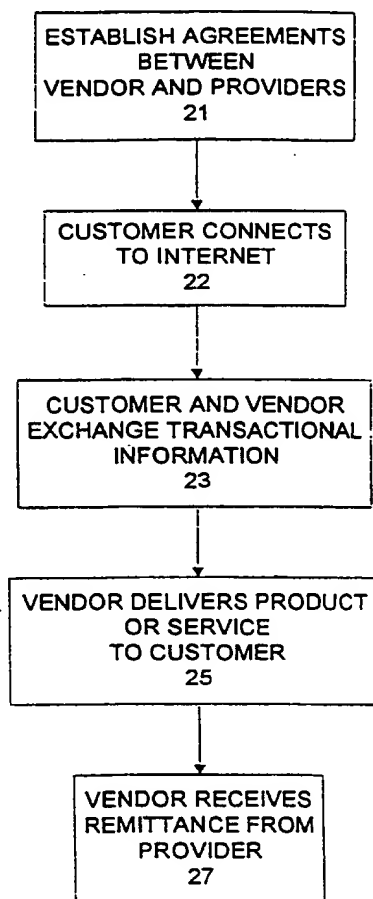 ESTABLISH AGREEMENTS
BETWEEN
VENDOR AND PROVIDERS
21
CUSTOMER CONNECTS
TO INTERNET
22
CUSTOMER AND VENDOR
EXCHANGE TRANSACTIONAL
INFORMATION
23
VENDOR DELIVERS PRODUCT
OR SERVICE
TO CUSTOMER
25
VENDOR RECEIVES
REMITTANCE FROM
PROVIDER
27